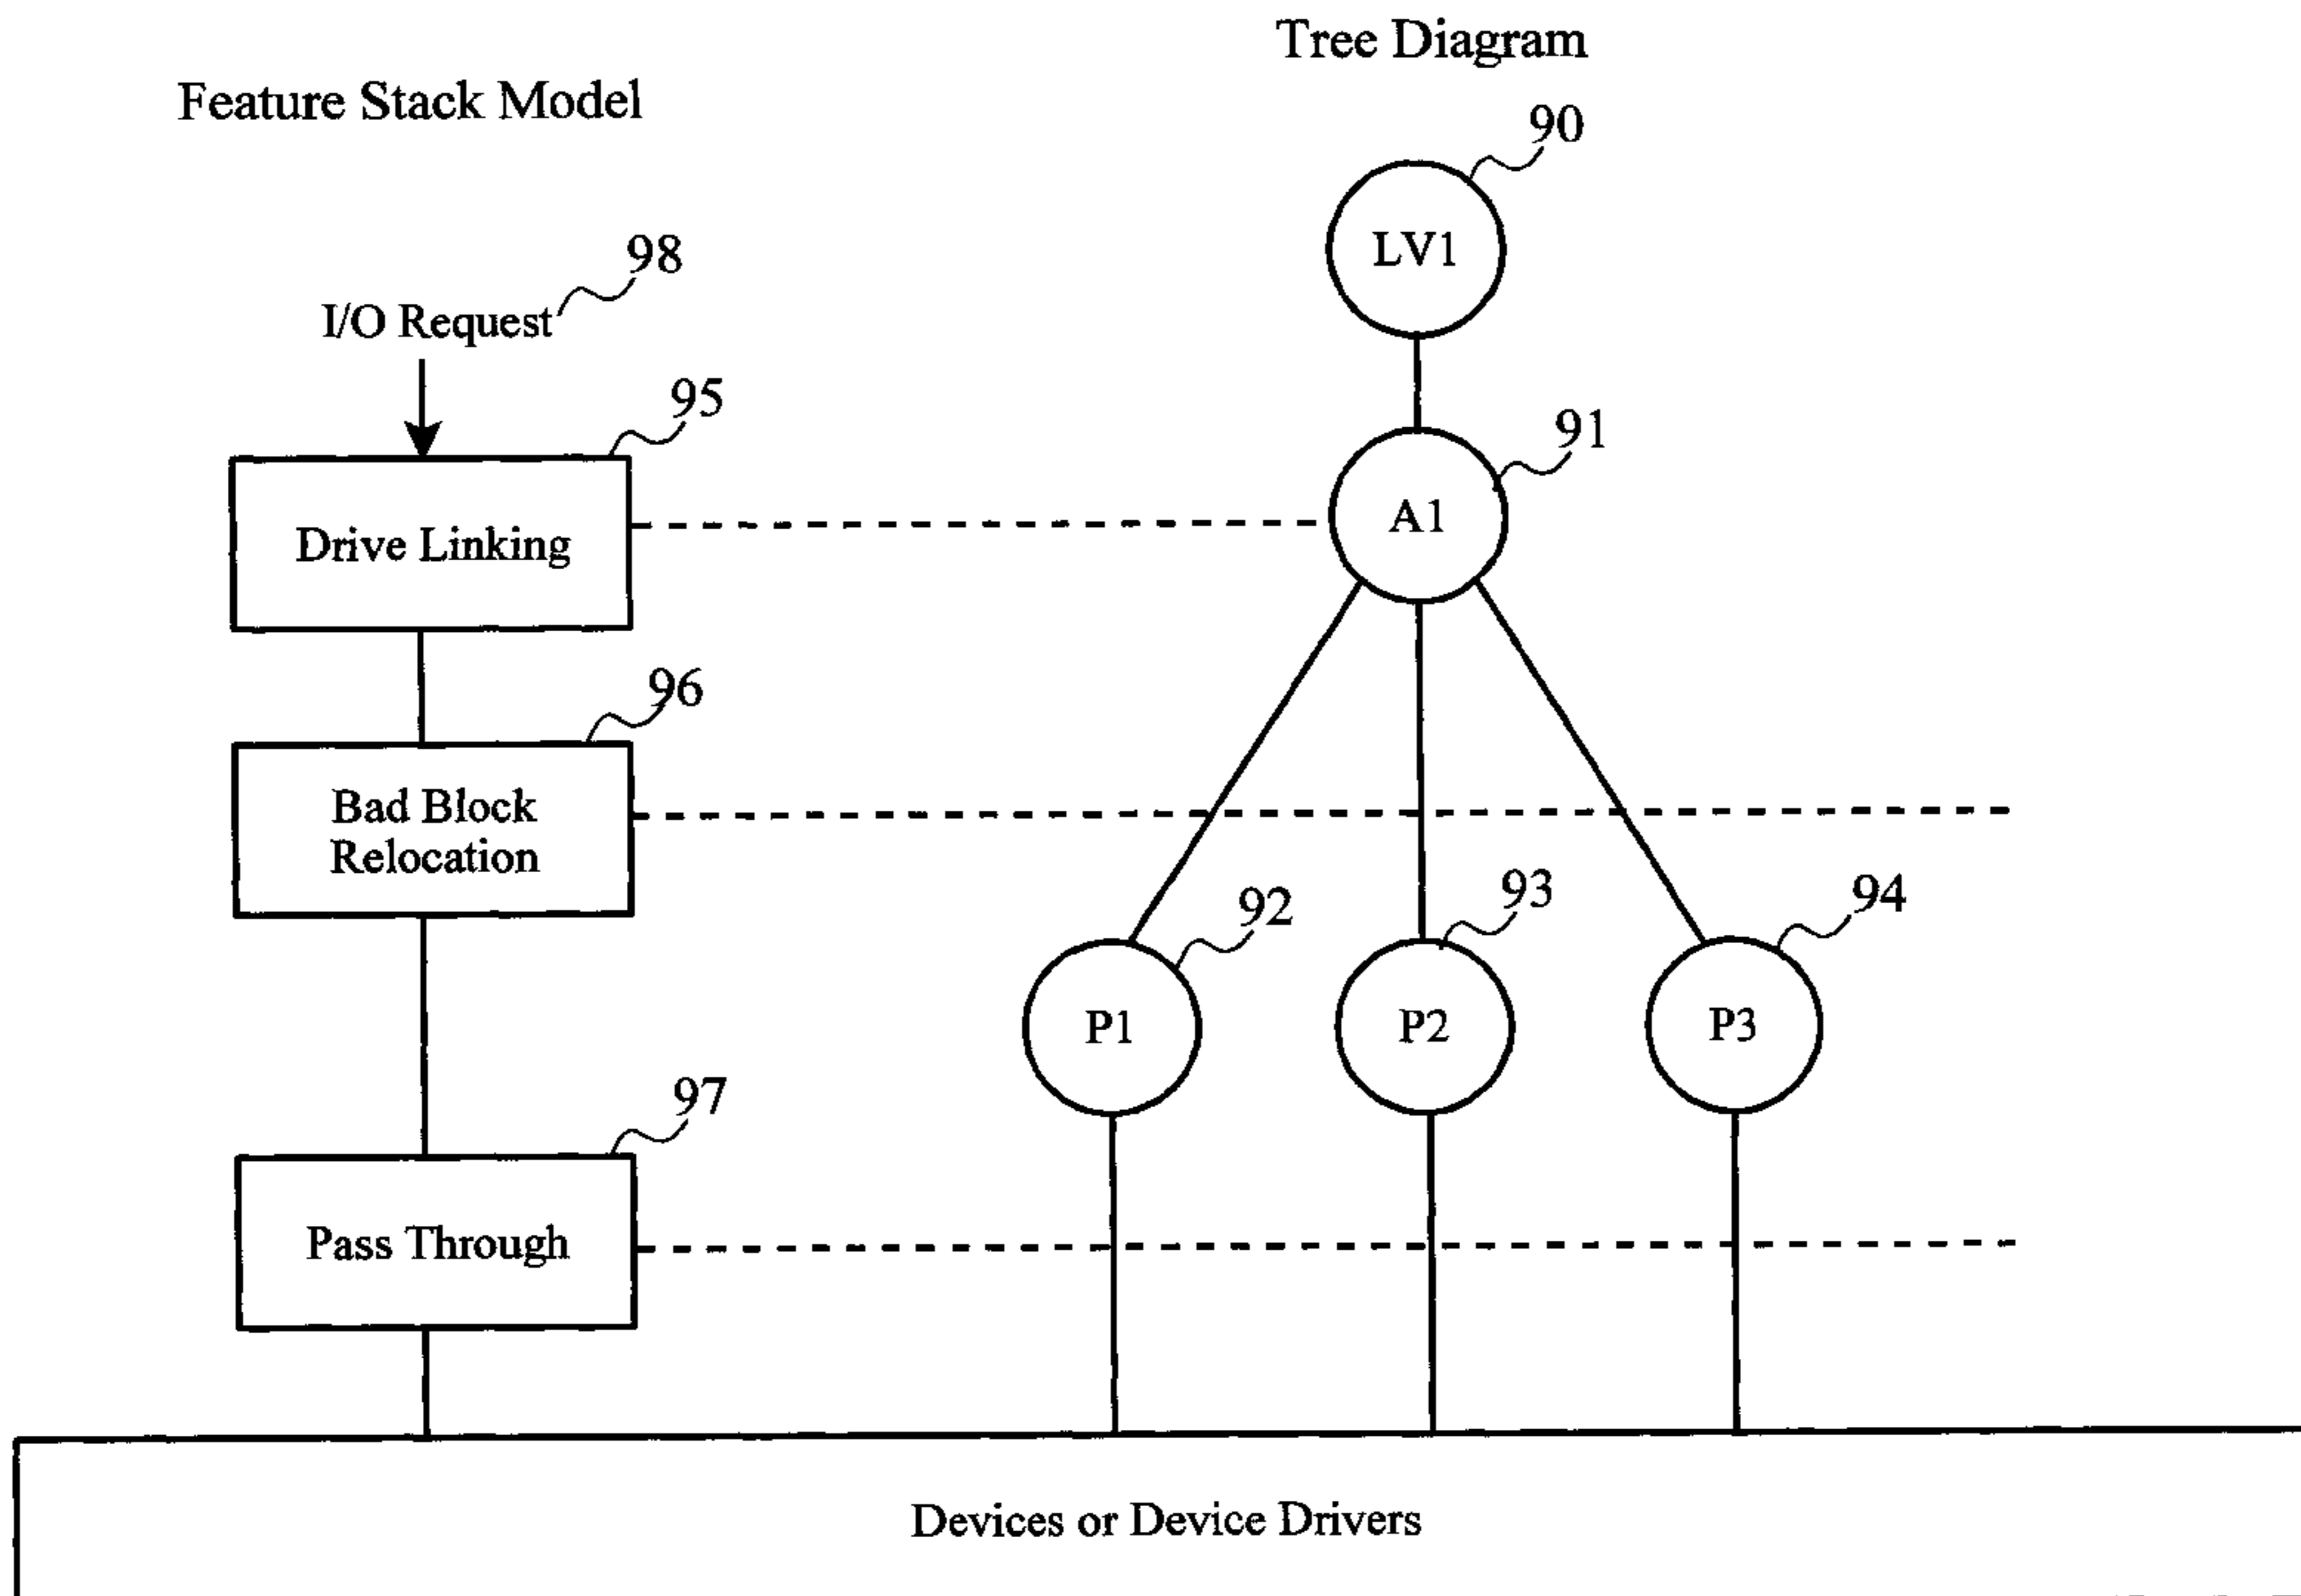 Tree Diagram
Feature Stack Model
90
LV1
98
I/O Request
95
91
A1
Drive Linking
96
Bad Block
Relocation
92
93
94
P1
P2
P3
97
Pass Through
Devices or Device Drivers